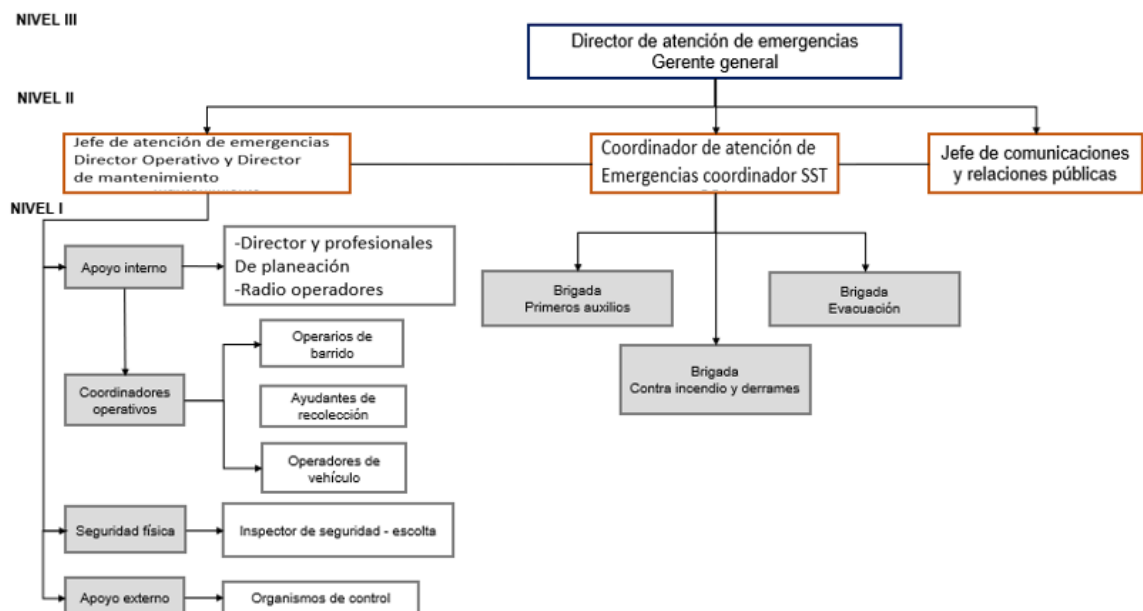 NIVEL III
Director de atención de emergencias
Gerente general
NIVEL II
Jefe de atención de emergencias
Director Operativo y Director
de mantenimiento
Coordinador de atención de
Emergencias coordinador SST
Jefe de comunicaciones
y relaciones públicas
NIVEL I
Apoyo interno
-Director y profesionales
De planeación
-Radio operadores
Brigada
Primeros auxilios
Brigada
Evacuación
Brigada
Contra incendio y derrames
Coordinadores
operativos
Operarios de
barrido
Ayudantes de
recolección
Operadores de
vehículo
Seguridad física
Inspector de seguridad - escolta
Apoyo externo
Organismos de control